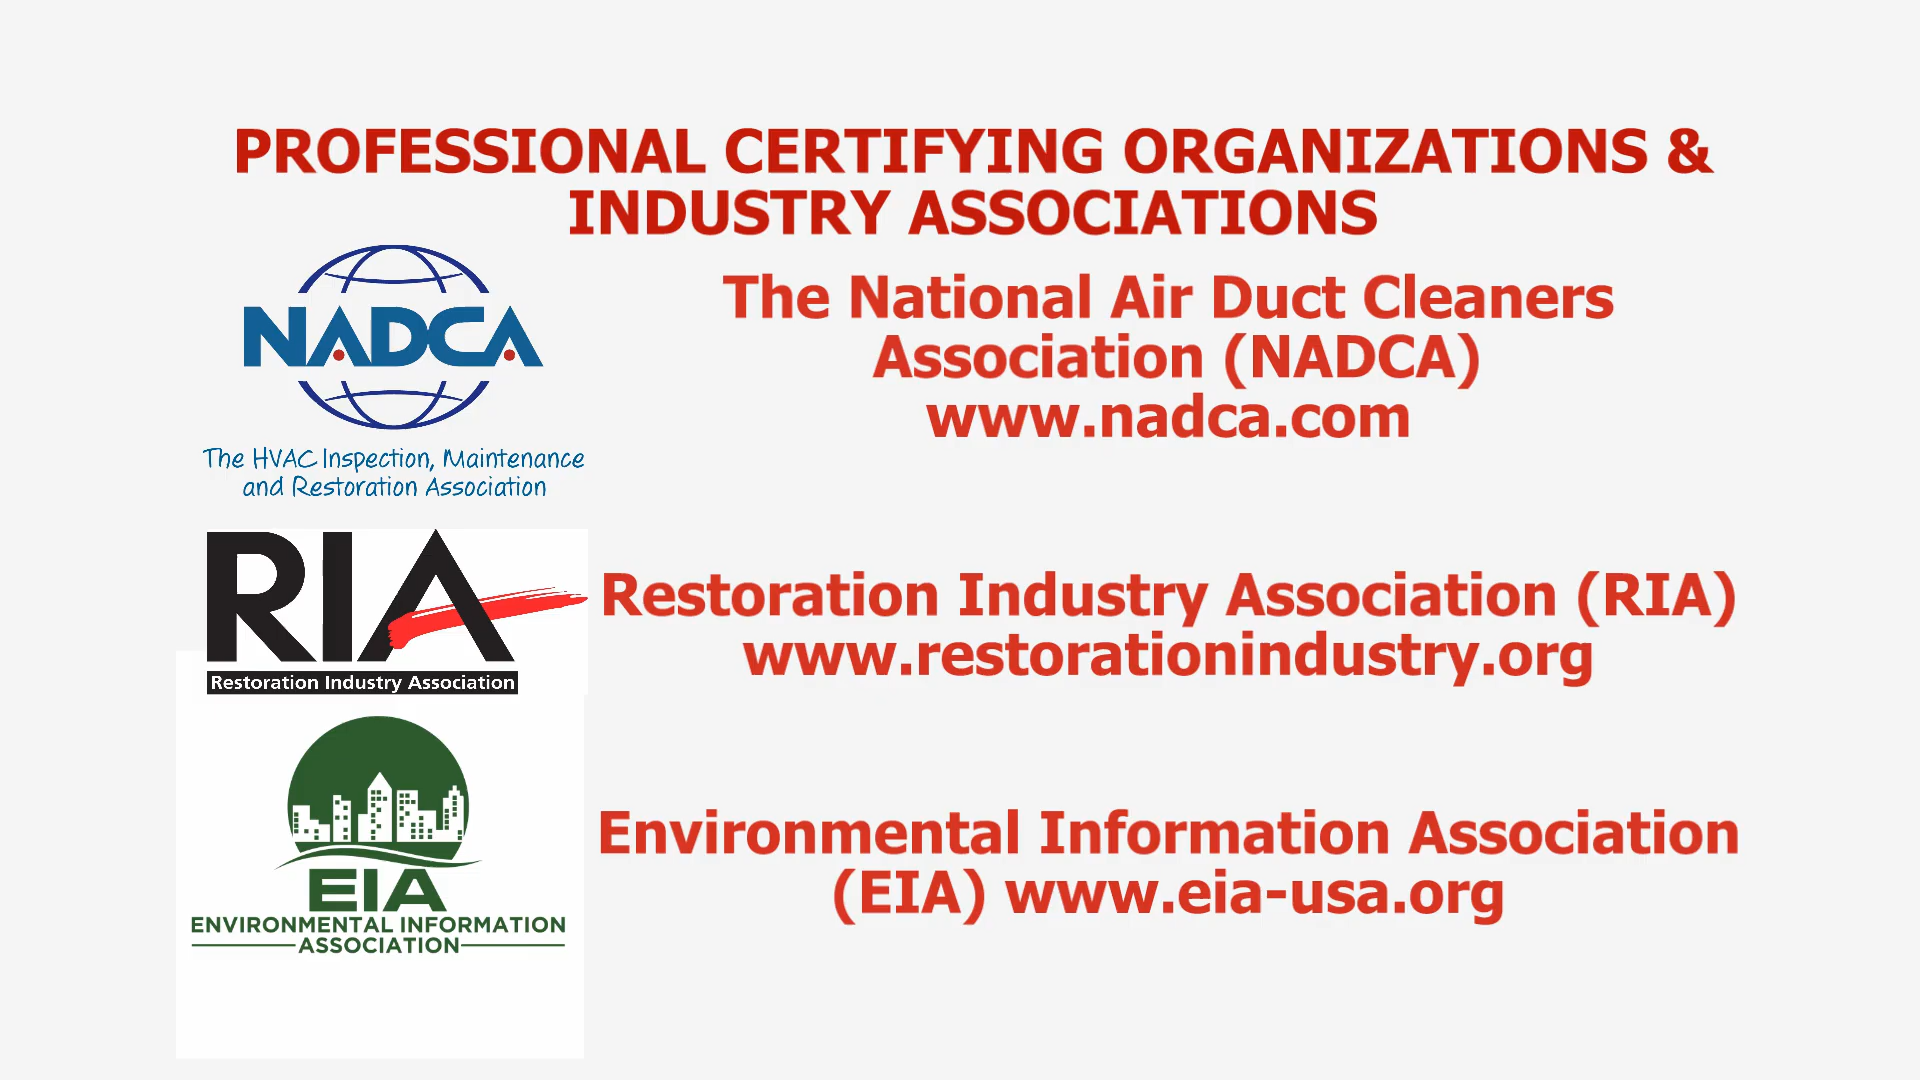 PROFESSIONAL CERTIFYING ORGANIZATIONS &
INDUSTRY ASSOCIATIONS
NADCA
The HVAC Inspection, Maintenance
and Restoration Association
The National Air Duct Cleaners
Association (NADCA)
www.nadca.com
RIA
Restoration Industry Association
Restoration Industry Association (RIA)
www.restorationindustry.org
EIA
ENVIRONMENTAL INFORMATION
ASSOCIATION
Environmental Information Association
(EIA) www.eia-usa.org